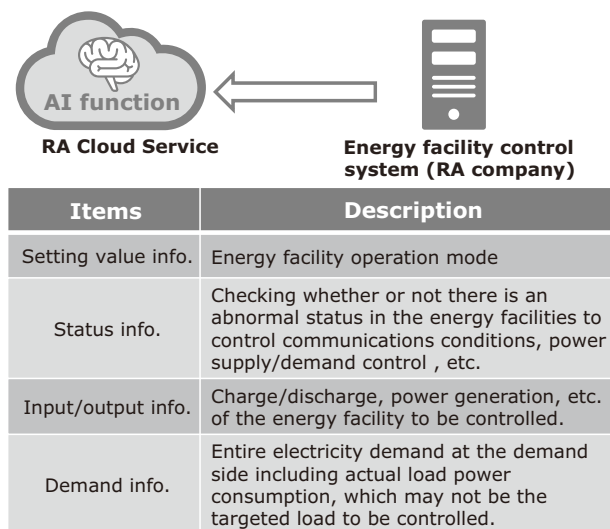 AI function
RA Cloud Service
Energy facility control
system (RA company)
Items Description
Setting value info. Energy facility operation mode
Status info.
Checking whether or not there is an
abnormal status in the energy facilities to
control communications conditions, power
supply/demand control , etc.
Input/output info.
Charge/discharge, power generation, etc.
of the energy facility to be controlled.
Demand info.
Entire electricity demand at the demand
side including actual load power
consumption, which may not be the
targeted load to be controlled.